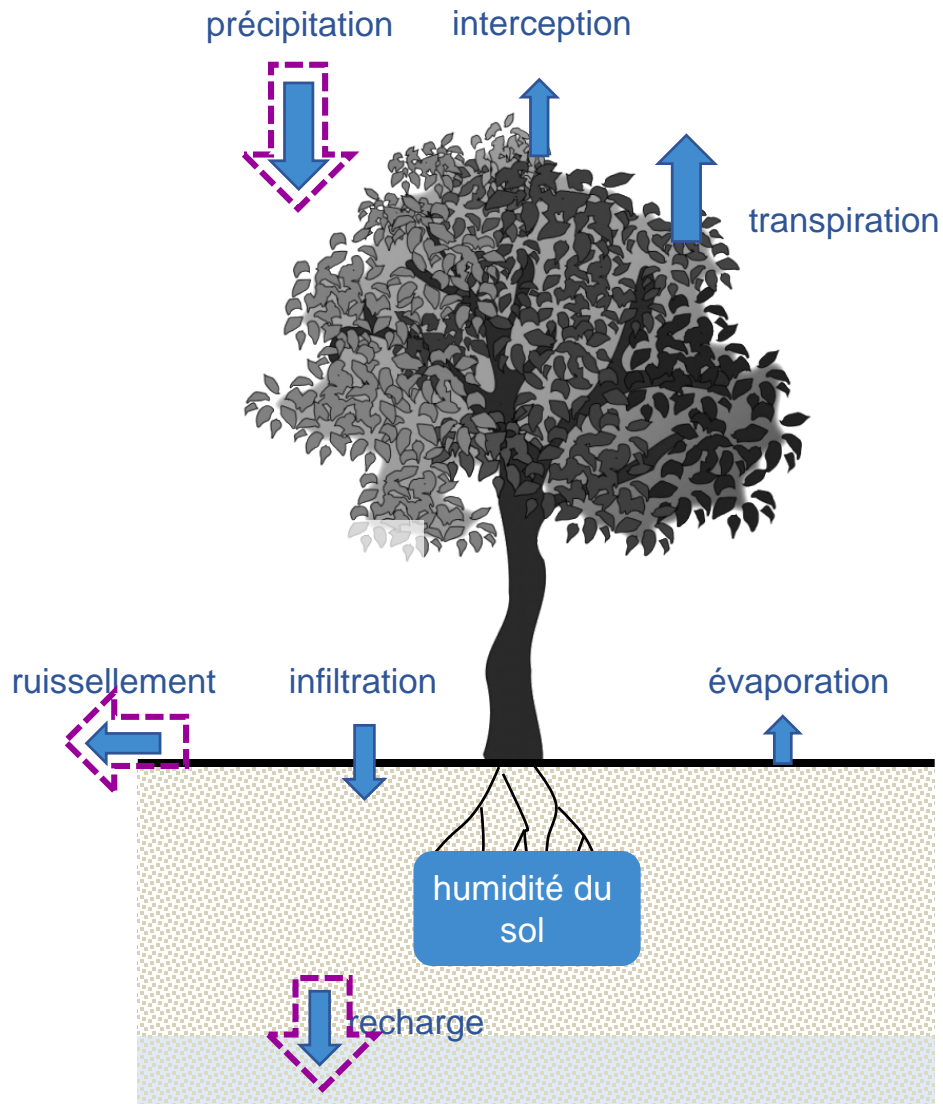 précipitation
interception
transpiration
ruissellement
infiltration
évaporation
humidité du
sol
recharge